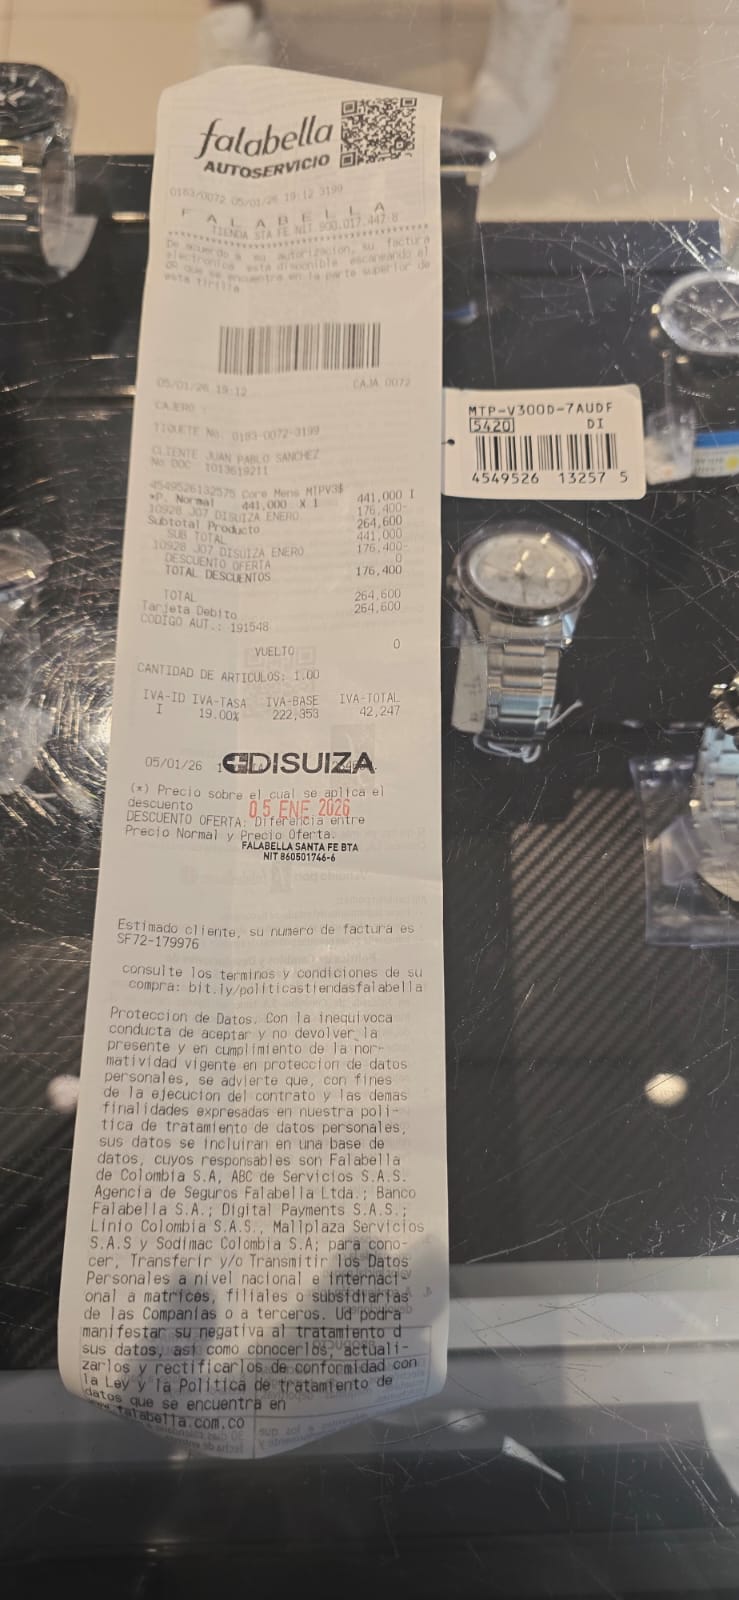 falabella
AUTOSERVICIO
0183/0072 05/01/26 19:12 3199
F A L A B E L L A
TIENDA STA FE NIT 900.017.447-8
De acuerdo a su autorizacion, su factura
electronica esta disponible escaneando el
QR que se encuentra en la parte superior de
esta tirilla
05/01/26 19:12 CAJA 0072
CAJERO :
TIQUETE No. 0183-0072-3199
CLIENTE JUAN PABLO SANCHEZ
No DOC 1013619211
4549526132575 Core Mens MTPV3$ 441,000 I
*P. Normal 441,000 X 1
10928 J07 DISUIZA ENERO 176,400-
Subtotal Producto 264,600
SUB TOTAL 441,000
10928 J07 DISUIZA ENERO 176,400-
DESCUENTO OFERTA 0
TOTAL DESCUENTOS 176,400
TOTAL 264,600
Tarjeta Debito 264,600
CODIGO AUT.: 191548
VUELTO 0
CANTIDAD DE ARTICULOS: 1.00
IVA-ID IVA-TASA IVA-BASE IVA-TOTAL
I 19.00% 222,353 42,247
05/01/26 DISUIZA
(*) Precio sobre el cual se aplica el
descuento 05 ENE 2026
DESCUENTO OFERTA: Diferencia entre
Precio Normal y Precio Oferta.
FALABELLA SANTA FE BTA
NIT 860501746-6
Estimado cliente, su numero de factura es
SF72-179976
consulte los terminos y condiciones de su
compra: bit.ly/politicastiendasfalabella
Proteccion de Datos. Con la inequivoca
conducta de aceptar y no devolver la
presente y en cumplimiento de la nor-
matividad vigente en proteccion de datos
personales, se advierte que, con fines
de la ejecucion del contrato y las demas
finalidades expresadas en nuestra poli-
tica de tratamiento de datos personales,
sus datos se incluiran en una base de
datos, cuyos responsables son Falabella
de Colombia S.A, ABC de Servicios S.A.S.
Agencia de Seguros Falabella Ltda.; Banco
Falabella S.A.; Digital Payments S.A.S.;
Linio Colombia S.A.S., Mallplaza Servicios
S.A.S y Sodimac Colombia S.A; para cono-
cer, Transferir y/o Transmitir los Datos
Personales a nivel nacional e internaci-
onal a matrices, filiales o subsidiarias
de las Companias o a terceros. Ud podra
manifestar su negativa al tratamiento d
sus datos, asi como conocerlos, actuali-
zarlos y rectificarlos de conformidad con
la Ley y la Politica de tratamiento de
datos que se encuentra en
www.falabella.com.co
MTP-V300D-7AUDF
5420 DI
4549526 13257 5